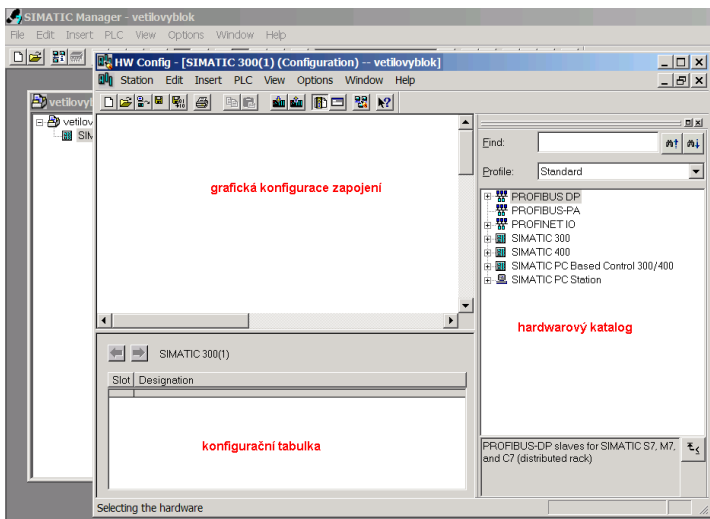 SIMATIC Manager - vetilovyblok
File Edit Insert PLC View Options Window Help
HW Config - [SIMATIC 300(1) (Configuration) -- vetilovyblok]
Station Edit Insert PLC View Options Window Help
vetilovyl
vetilov
SIM
grafická konfigurace zapojení
Find:
Profile: Standard
PROFIBUS DP
PROFIBUS-PA
PROFINET IO
SIMATIC 300
SIMATIC 400
SIMATIC PC Based Control 300/400
SIMATIC PC Station
hardwarový katalog
SIMATIC 300(1)
Slot Designation
konfigurační tabulka
PROFIBUS-DP slaves for SIMATIC S7, M7,
and C7 (distributed rack)
Selecting the hardware